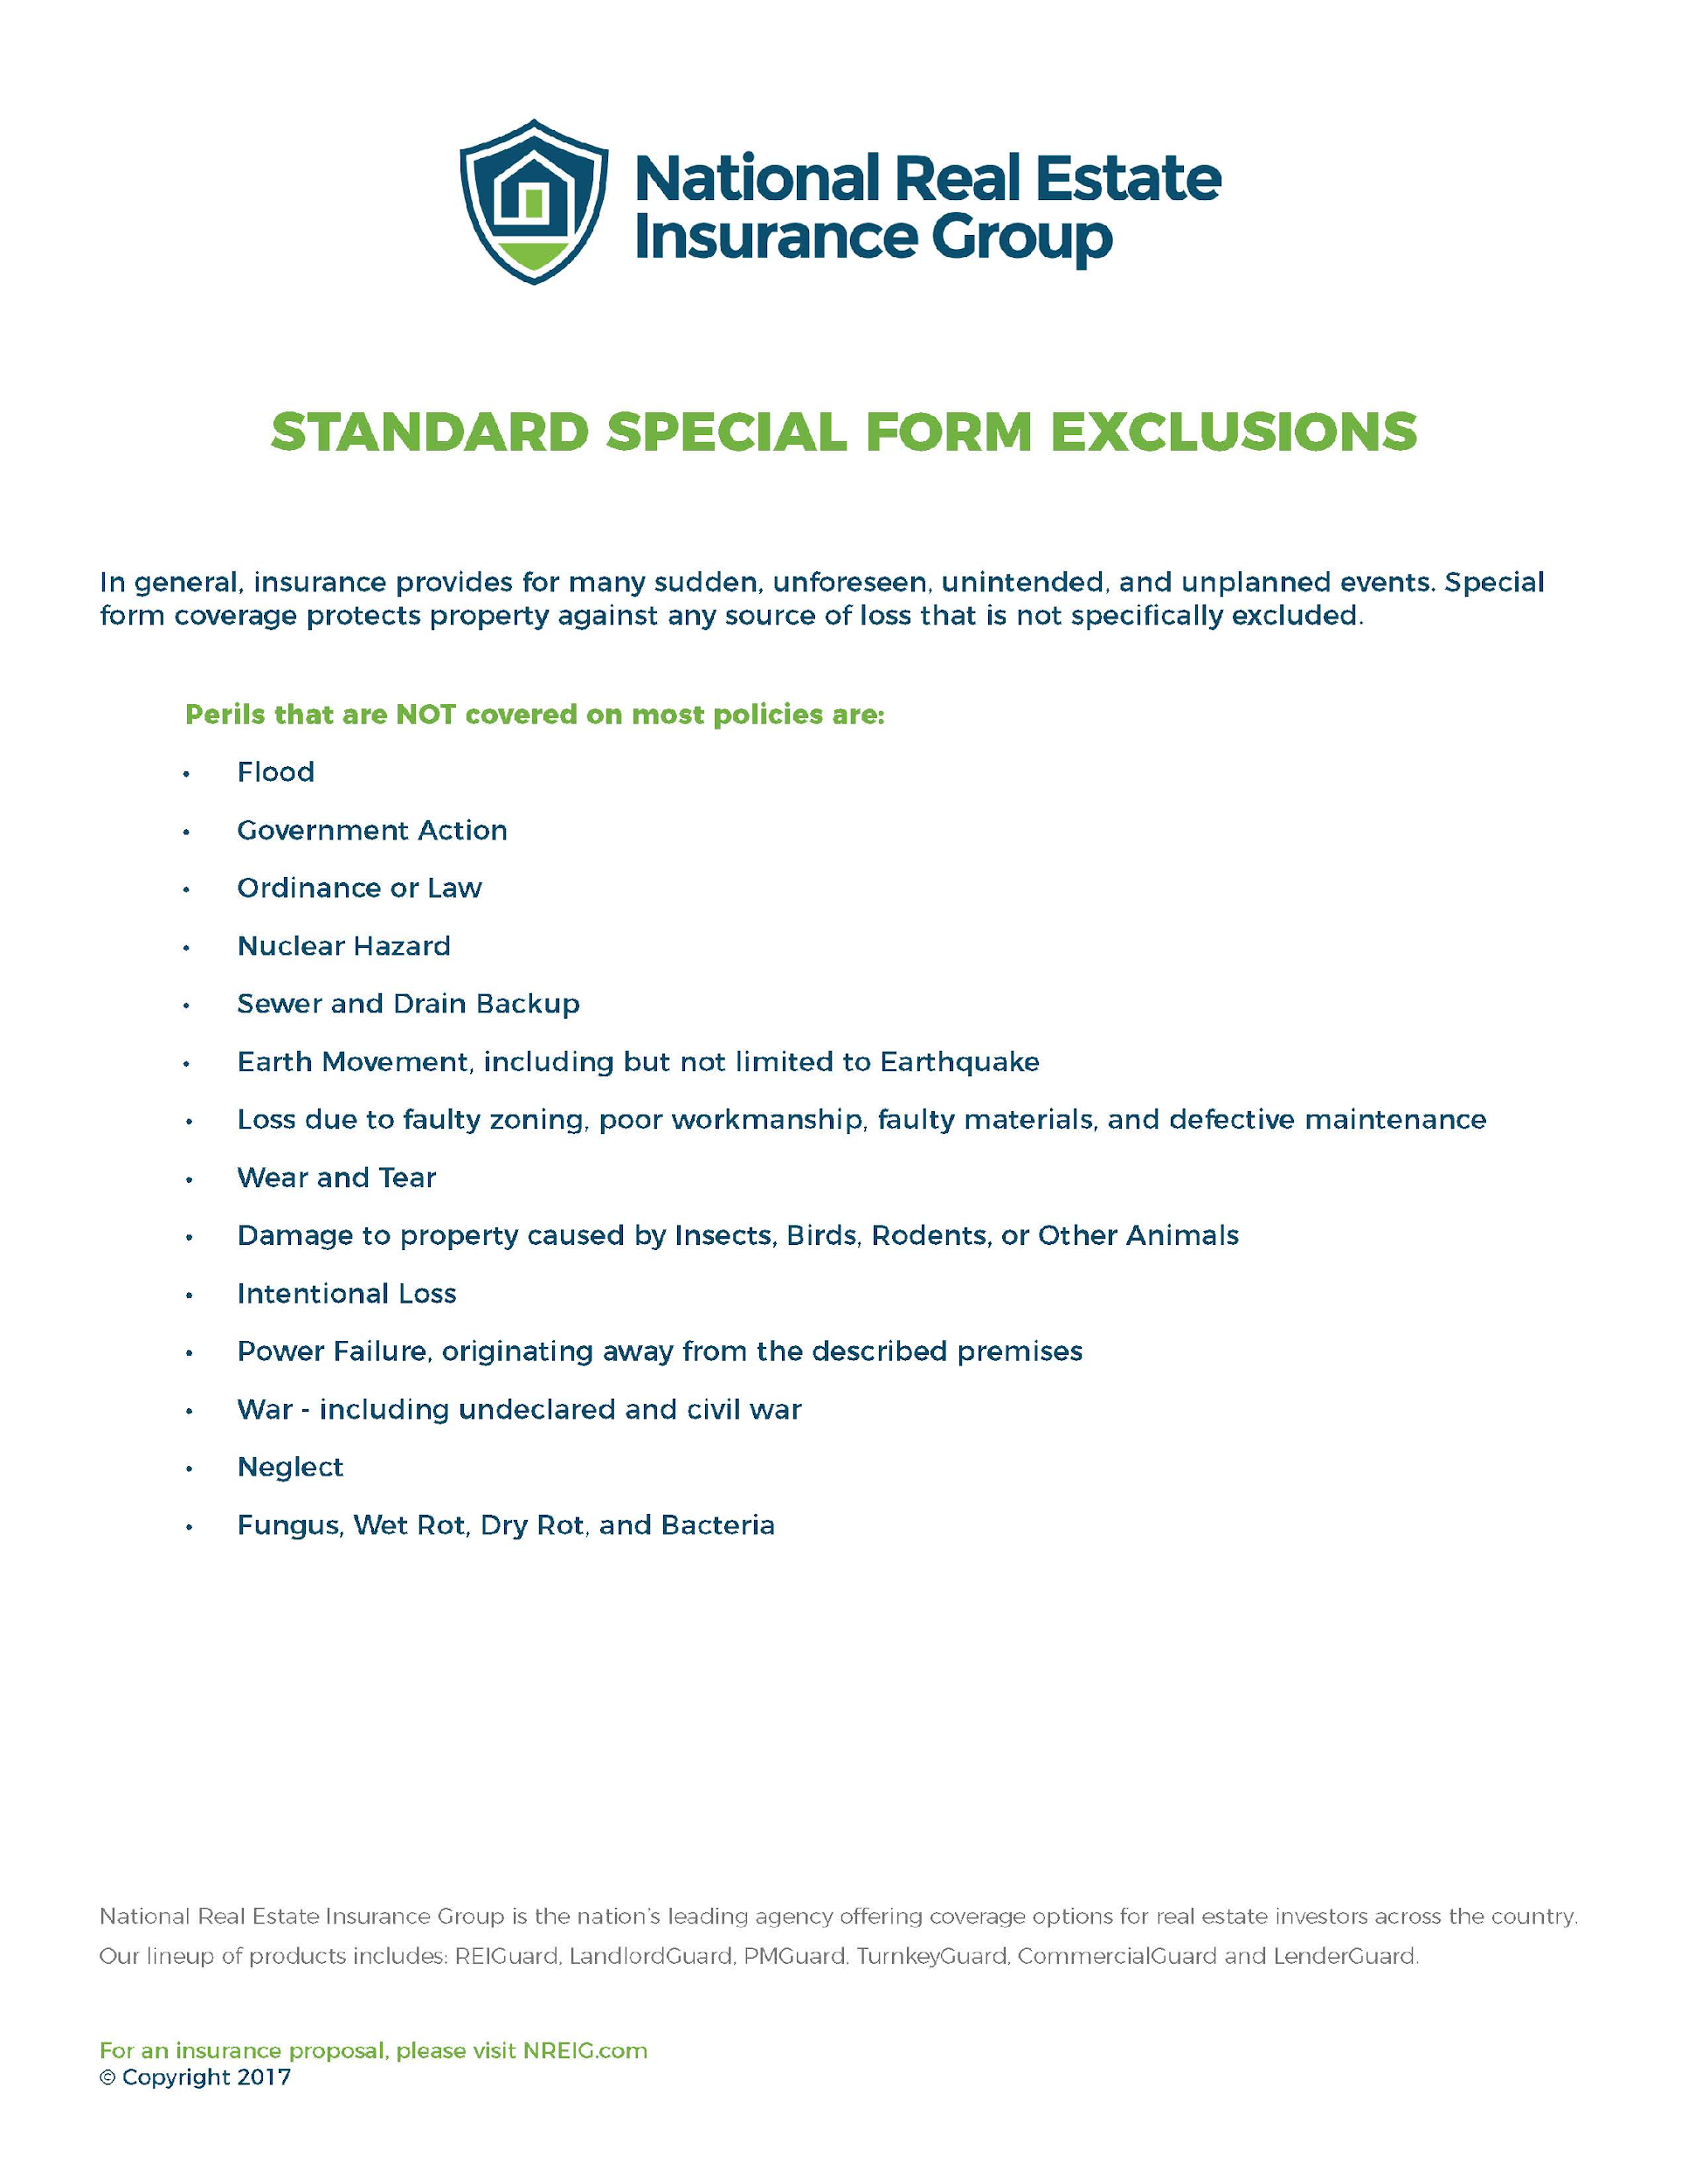 National Real Estate
Insurance Group
STANDARD SPECIAL FORM EXCLUSIONS
In general, insurance provides for many sudden, unforeseen, unintended, and unplanned events. Special
form coverage protects property against any source of loss that is not specifically excluded.
Perils that are NOT covered on most policies are:
• Flood
• Government Action
• Ordinance or Law
• Nuclear Hazard
• Sewer and Drain Backup
• Earth Movement, including but not limited to Earthquake
• Loss due to faulty zoning, poor workmanship, faulty materials, and defective maintenance
• Wear and Tear
• Damage to property caused by Insects, Birds, Rodents, or Other Animals
• Intentional Loss
• Power Failure, originating away from the described premises
• War - including undeclared and civil war
• Neglect
• Fungus, Wet Rot, Dry Rot, and Bacteria
National Real Estate Insurance Group is the nation's leading agency offering coverage options for real estate investors across the country.
Our lineup of products includes: REIGuard, LandlordGuard, PMGuard. TurnkeyGuard, CommercialGuard and LenderGuard.
For an insurance proposal, please visit NREIG.com
© Copyright 2017